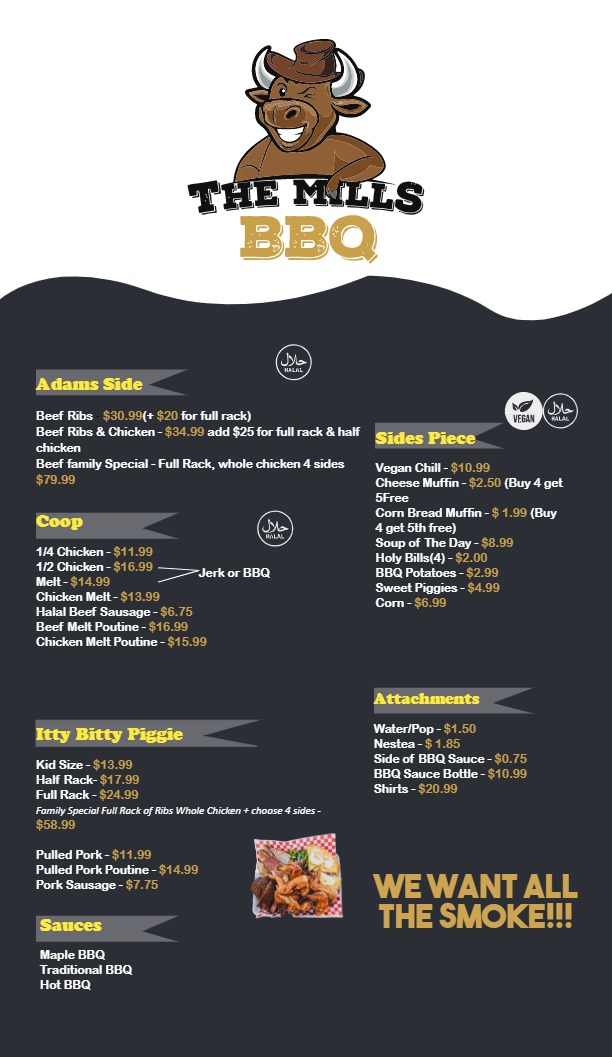 THE MILLS
BBQ
حلال
HALAL
Adams Side
Beef Ribs - $30.99(+ $20 for full rack)
Beef Ribs & Chicken - $34.99 add $25 for full rack & half
chicken
Beef family Special - Full Rack, whole chicken 4 sides
$79.99
Coop
حلال
HALAL
1/4 Chicken - $11.99
1/2 Chicken - $16.99
Melt - $14.99
Jerk or BBQ
Chicken Melt - $13.99
Halal Beef Sausage - $6.75
Beef Melt Poutine - $16.99
Chicken Melt Poutine - $15.99
Itty Bitty Piggie
Kid Size - $13.99
Half Rack- $17.99
Full Rack - $24.99
Family Special Full Rack of Ribs Whole Chicken + choose 4 sides -
$58.99
Pulled Pork - $11.99
Pulled Pork Poutine - $14.99
Pork Sausage - $7.75
Sauces
Maple BBQ
Traditional BBQ
Hot BBQ
VEGAN
حلال
HALAL
Sides Piece
Vegan Chill - $10.99
Cheese Muffin - $2.50 (Buy 4 get
5Free
Corn Bread Muffin - $ 1.99 (Buy
4 get 5th free)
Soup of The Day - $8.99
Holy Bills(4) - $2.00
BBQ Potatoes - $2.99
Sweet Piggies - $4.99
Corn - $6.99
Attachments
Water/Pop - $1.50
Nestea - $ 1.85
Side of BBQ Sauce - $0.75
BBQ Sauce Bottle - $10.99
Shirts - $20.99
WE WANT ALL
THE SMOKE!!!